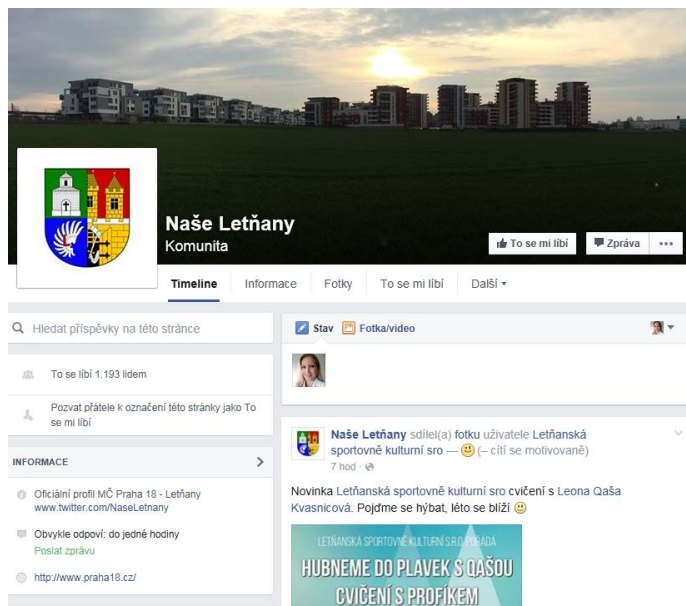 Naše Letňany
Komunita
To se mi líbí
Zpráva
Timeline
Informace
Fotky
To se mi líbí
Další
Hledat příspěvky na této stránce
To se líbí 1.193 lidem
Pozvat přátele k označení této stránky jako To
se mi líbí
INFORMACE
Oficiální profil MČ Praha 18 - Letňany
www.twitter.com/NaseLetnany
Obvykle odpoví: do jedné hodiny
Poslat zprávu
http://www.praha18.cz/
Stav
Fotka/video
Naše Letňany sdílel(a) fotku uživatele Letňanská
sportovně kulturní sro — (– cítí se motivovaně)
7 hod ·
Novinka Letňanská sportovně kulturní sro cvičení s Leona Qaša
Kvasnicová. Pojďme se hýbat, léto se blíží
LETŇANSKÁ SPORTOVNĚ KULTURNÍ S.R.O. POŘÁDÁ
HUBNEME DO PLAVEK S QAŠOU
CVIČENÍ S PROFÍKEM